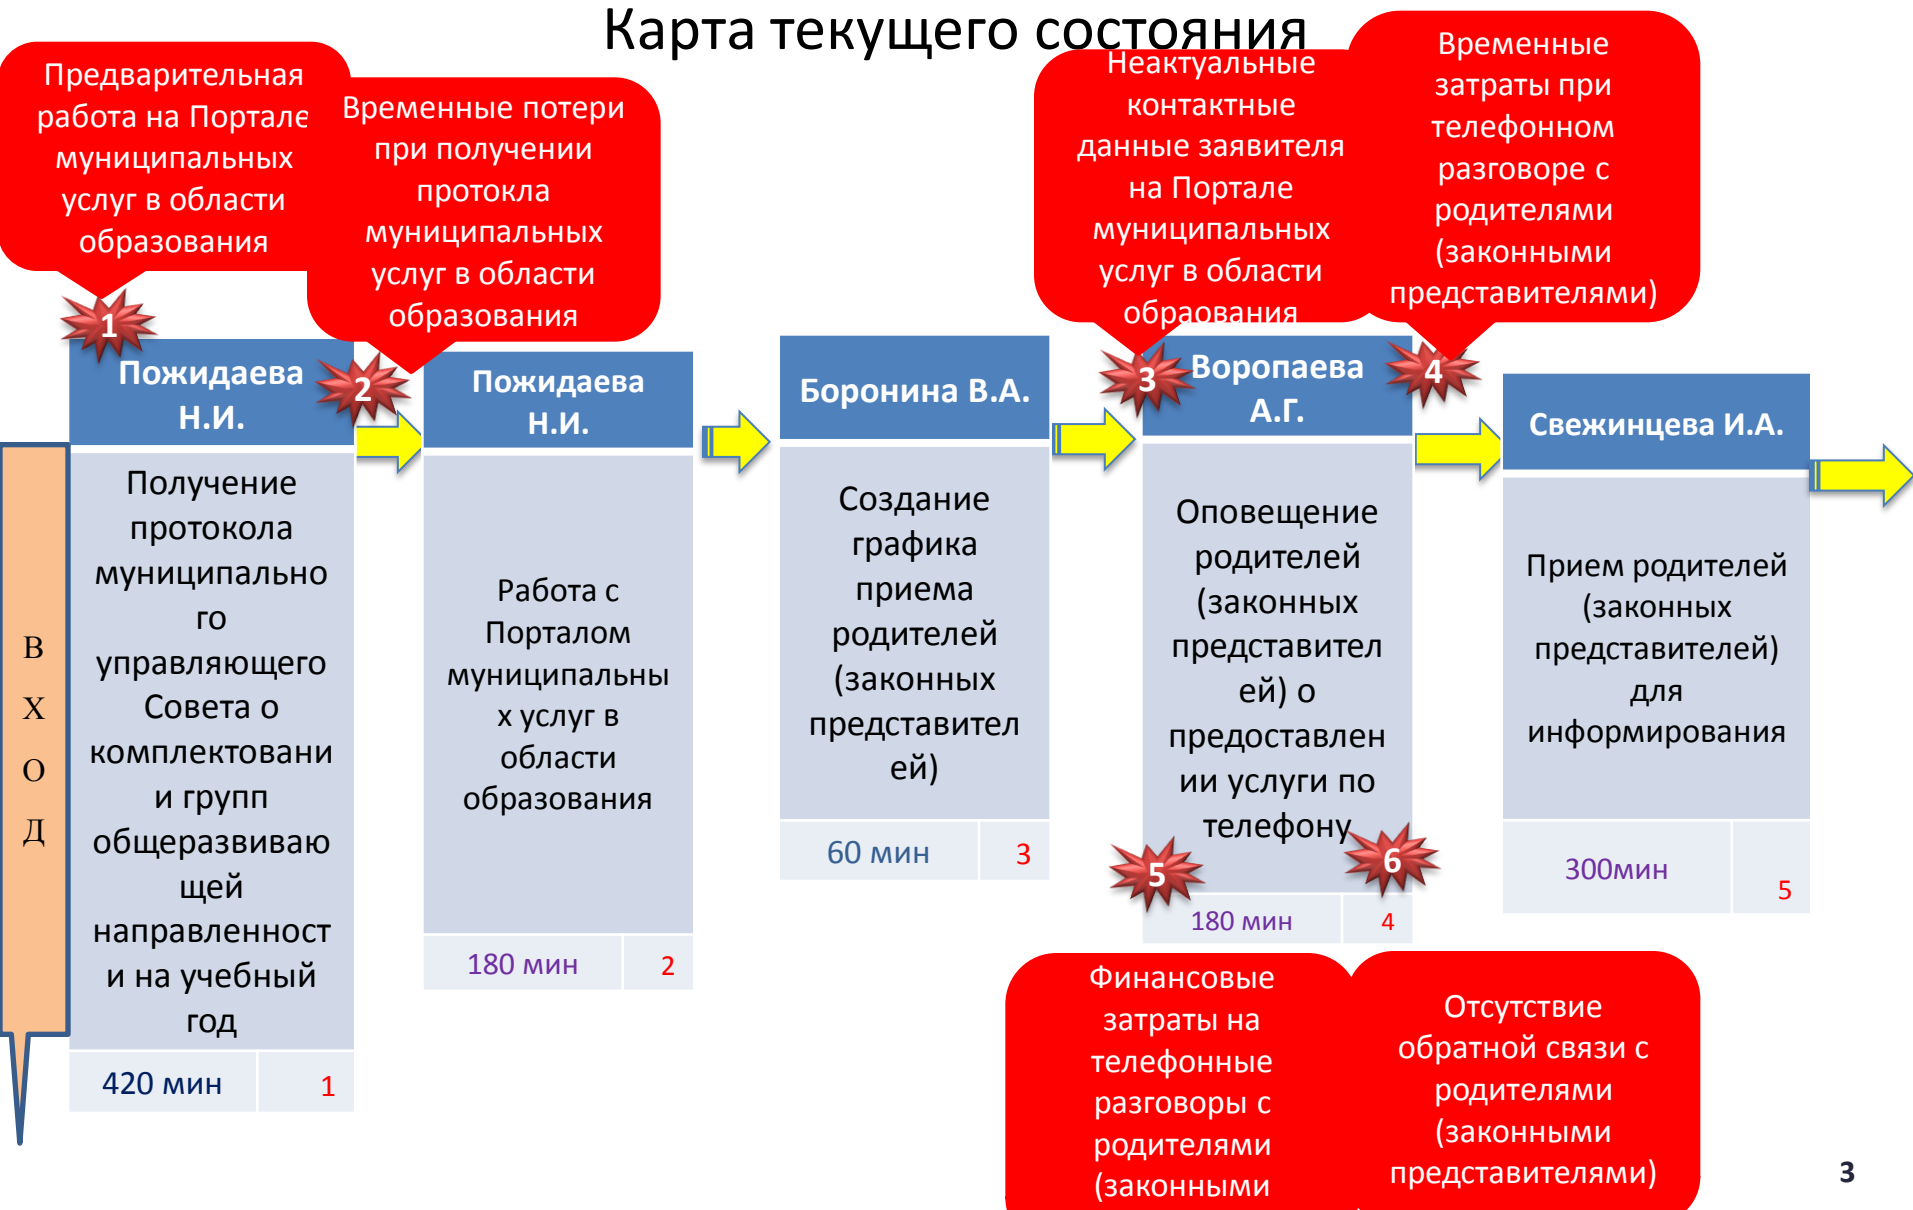 Карта текущего состояния
Предварительная
работа на Портале
муниципальных
услуг в области
образования
Временные потери
при получении
протокла
муниципальных
услуг в области
образования
Неактуальные
контактные
данные заявителя
на Портале
муниципальных
услуг в области
обраования
Временные
затраты при
телефонном
разговоре с
родителями
(законными
представителями)
1
2
3
4
В
Х
О
Д
Пожидаева
Н.И.
Получение
протокола
муниципально
го
управляющего
Совета о
комплектовани
и групп
общеразвиваю
щей
направленност
и на учебный
год
420 мин
1
Пожидаева
Н.И.
Работа с
Порталом
муниципальны
х услуг в
области
образования
180 мин
2
Боронина В.А.
Создание
графика
приема
родителей
(законных
представител
ей)
60 мин
3
Воропаева
А.Г.
Оповещение
родителей
(законных
представител
ей) о
предоставлен
ии услуги по
телефону
5
6
180 мин
4
Свежинцева И.А.
Прием родителей
(законных
представителей)
для
информирования
300мин
5
Финансовые
затраты на
телефонные
разговоры с
родителями
(законными
Отсутствие
обратной связи с
родителями
(законными
представителями)
3